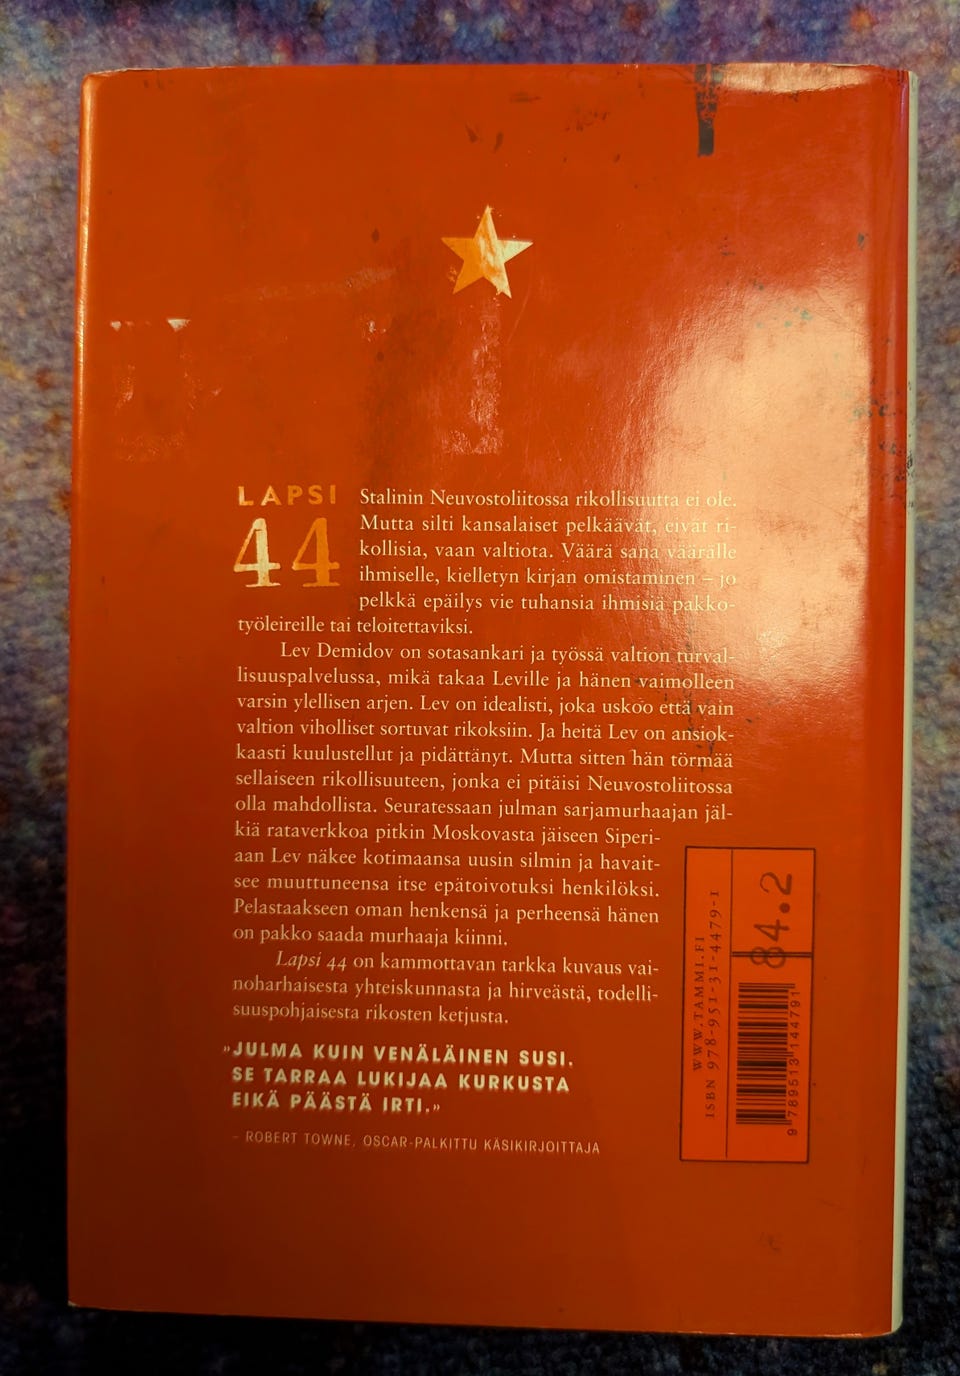 LAPSI
44
Stalinin Neuvostoliitossa rikollisuutta ei ole.
Mutta silti kansalaiset pelkäävät, eivät ri-
kollisia, vaan valtiota. Väärä sana väärälle
ihmiselle, kielletyn kirjan omistaminen – jo
pelkkä epäilys vie tuhansia ihmisiä pakko-
työleireille tai teloitettaviksi.
Lev Demidov on sotasankari ja työssä valtion turval-
lisuuspalvelussa, mikä takaa Leville ja hänen vaimolleen
varsin ylellisen arjen. Lev on idealisti, joka uskoo että vain
valtion viholliset sortuvat rikoksiin. Ja heitä Lev on ansiok-
kaasti kuulustellut ja pidättänyt. Mutta sitten hän törmää
sellaiseen rikollisuuteen, jonka ei pitäisi Neuvostoliitossa
olla mahdollista. Seuratessaan julman sarjamurhaajan jäl-
kiä rataverkkoa pitkin Moskovasta jäiseen Siperi-
aan Lev näkee kotimaansa uusin silmin ja havait-
see muuttuneensa itse epätoivotuksi henkilöksi.
Pelastaakseen oman henkensä ja perheensä hänen
on pakko saada murhaaja kiinni.
Lapsi 44 on kammottavan tarkka kuvaus vai-
noharhaisesta yhteiskunnasta ja hirveästä, todelli-
suuspohjaisesta rikosten ketjusta.
»JULMA KUIN VENÄLÄINEN SUSI.
SE TARRAA LUKIJAA KURKUSTA
EIKÄ PÄÄSTÄ IRTI.»
– ROBERT TOWNE, OSCAR-PALKITTU KÄSIKIRJOITTAJA
WWW.TAMMI.FI
ISBN 978-951-31-4479-1
84.2
9 789513 144791